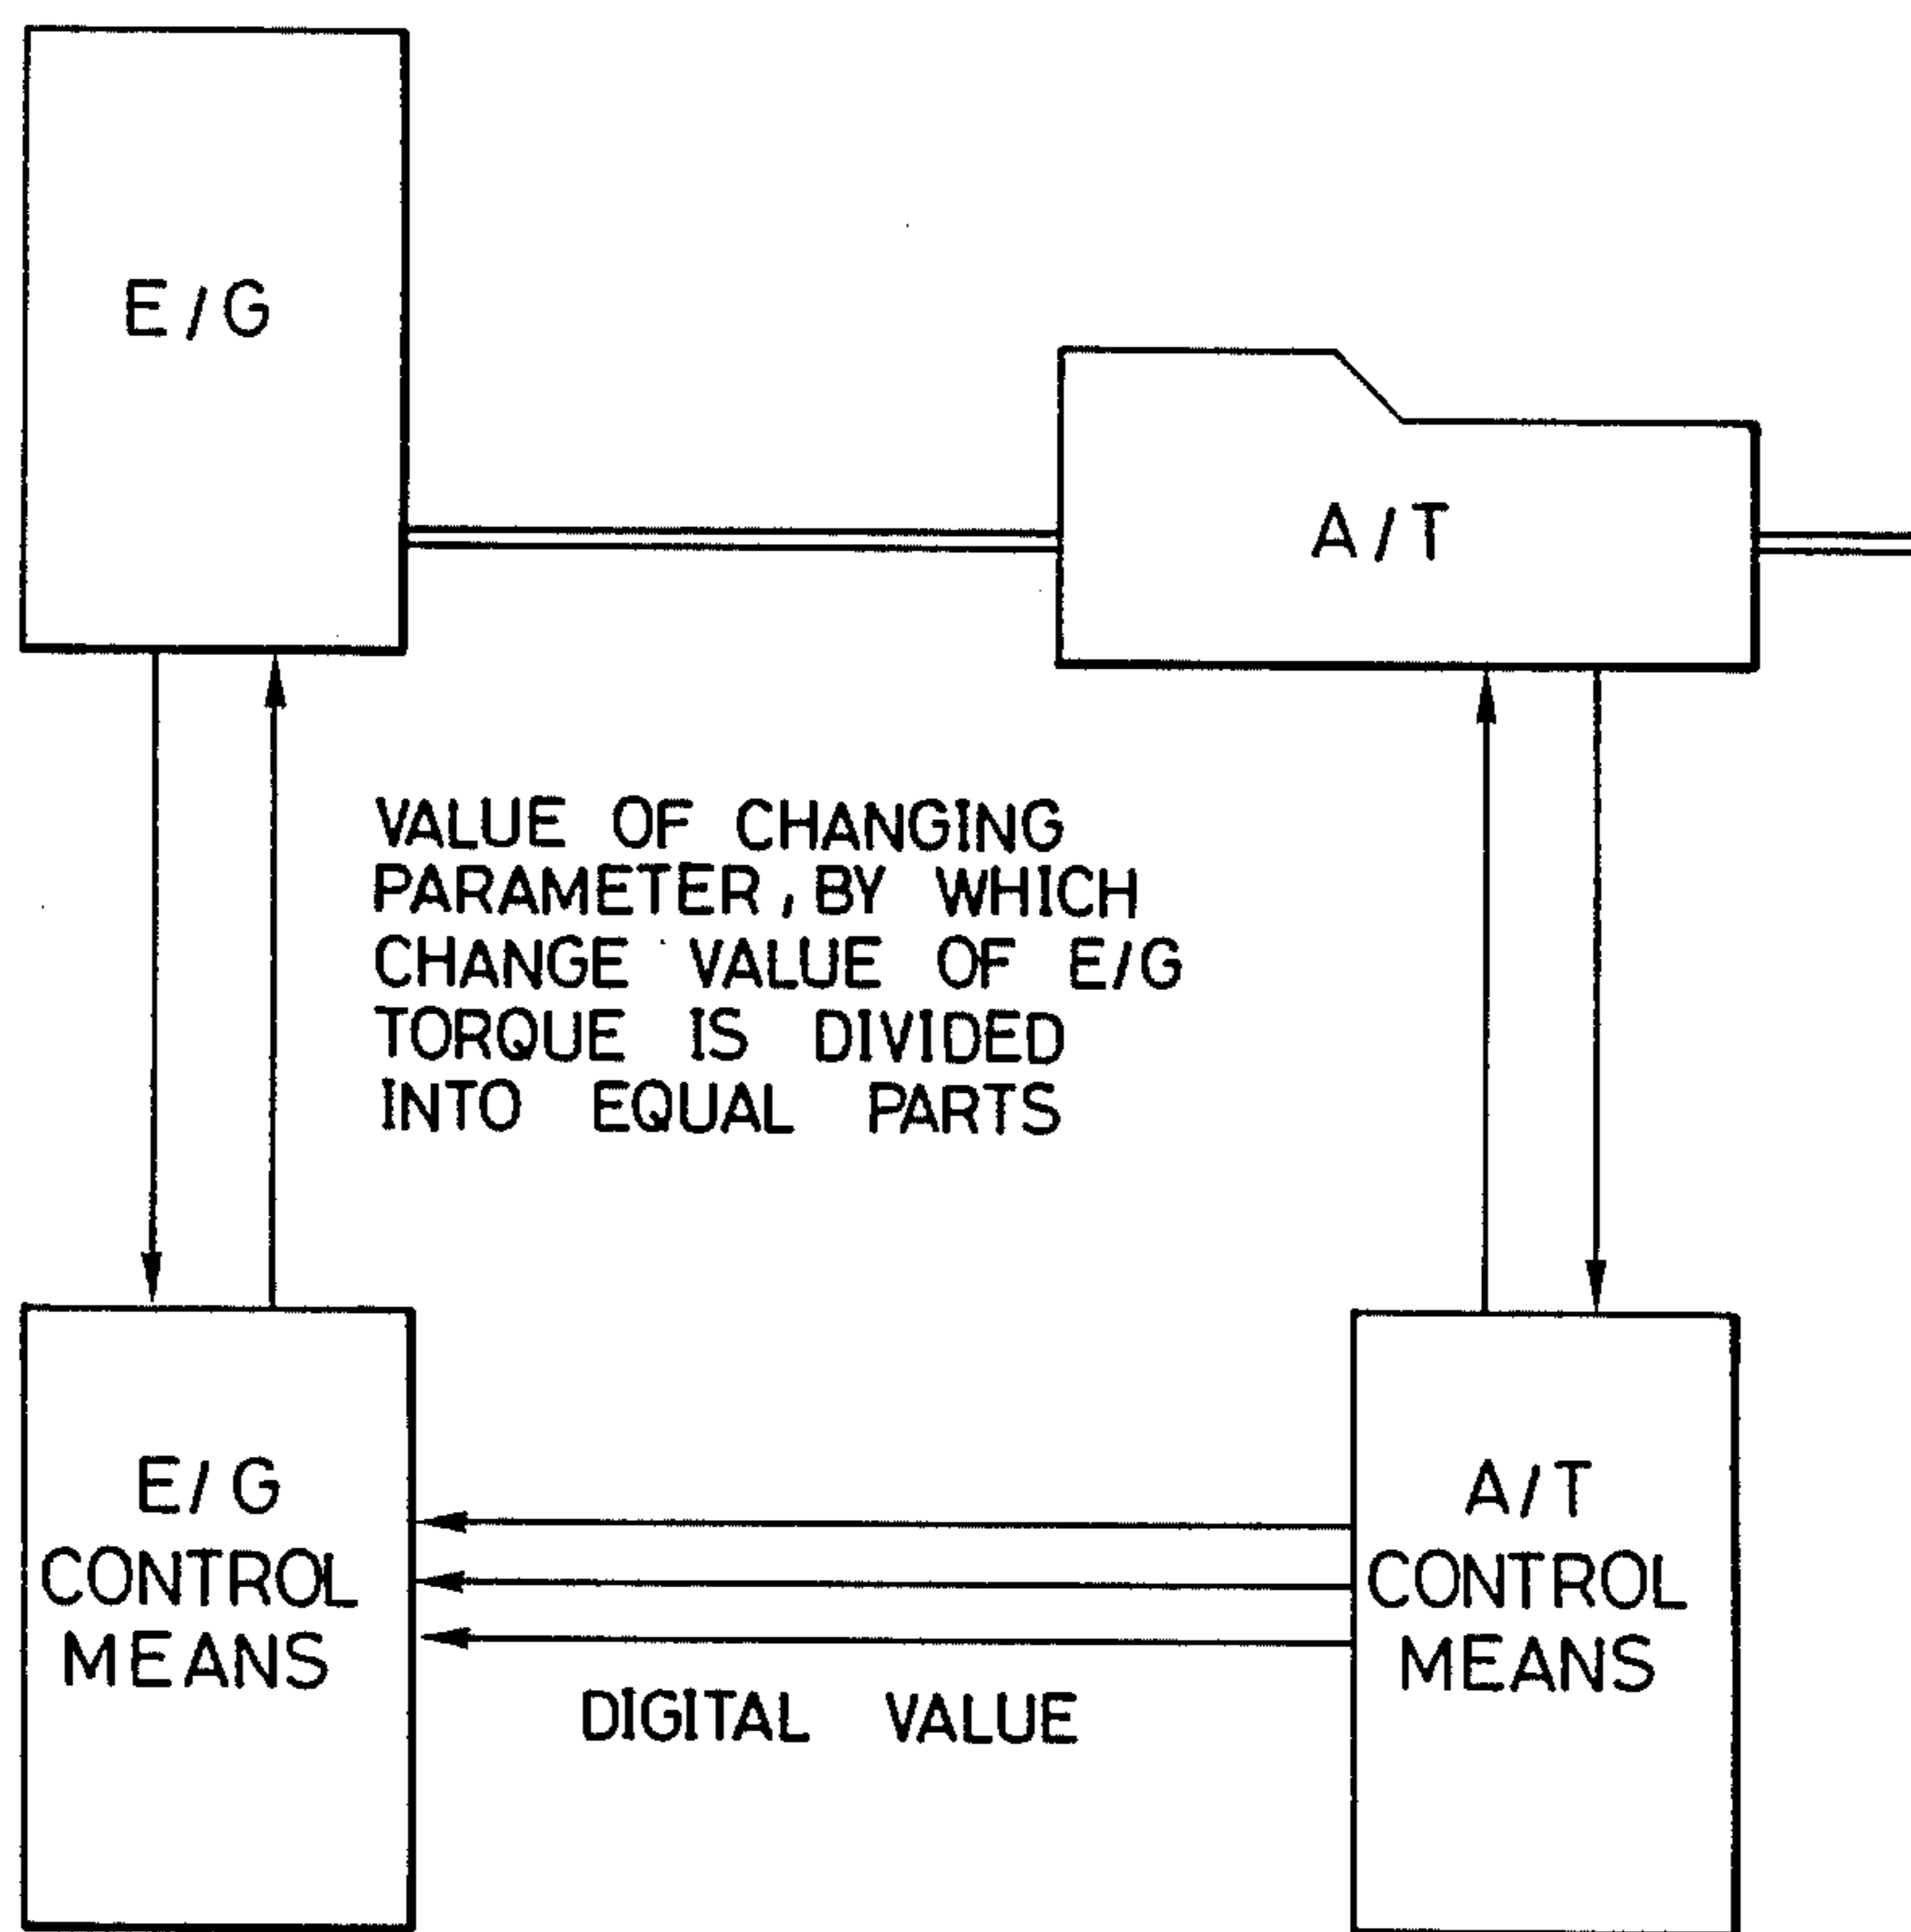 E/G
A/T
VALUE OF CHANGING
PARAMETER, BY WHICH
CHANGE VALUE OF E/G
TORQUE IS DIVIDED
INTO EQUAL PARTS
E/G
CONTROL
MEANS
A/T
CONTROL
MEANS
DIGITAL VALUE